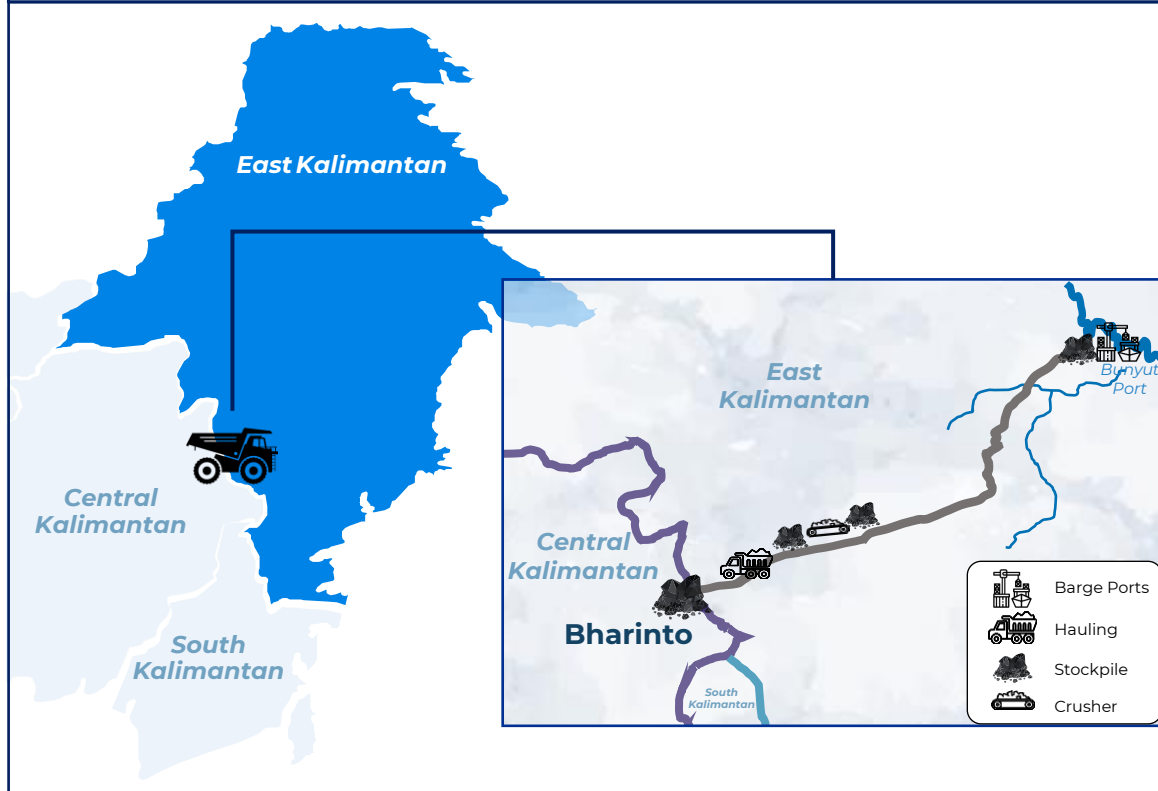 East Kalimantan
Central
Kalimantan
South
Kalimantan
East
Kalimantan
Bunyut
Port
Central
Kalimantan
Bharinto
South
Kalimantan
Barge Ports
Hauling
Stockpile
Crusher